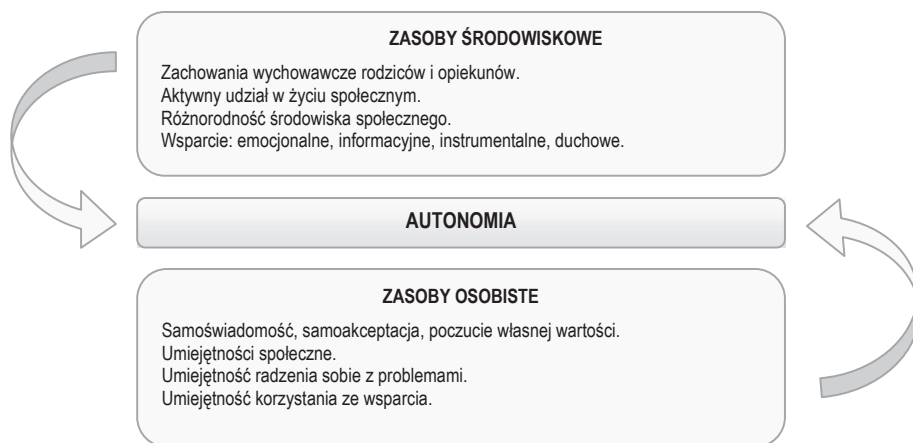 ZASOBY ŚRODOWISKOWE
Zachowania wychowawcze rodziców i opiekunów.
Aktywny udział w życiu społecznym.
Różnorodność środowiska społecznego.
Wsparcie: emocjonalne, informacyjne, instrumentalne, duchowe.
AUTONOMIA
ZASOBY OSOBISTE
Samoświadomość, samoakceptacja, poczucie własnej wartości.
Umiejętności społeczne.
Umiejętność radzenia sobie z problemami.
Umiejętność korzystania ze wsparcia.